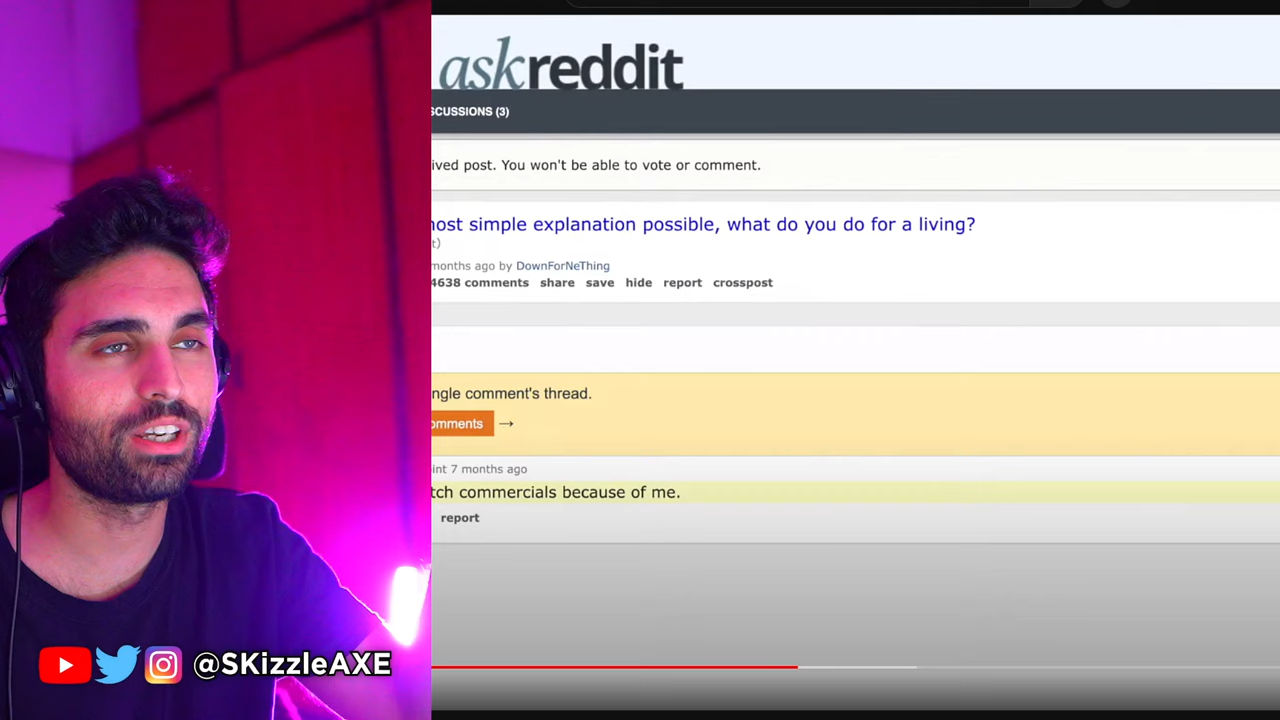 askreddit
SCUSSIONS (3)
ived post. You won't be able to vote or comment.
most simple explanation possible, what do you do for a living?
t)
months ago by DownForNeThing
4638 comments share save hide report crosspost
ngle comment's thread.
omments →
int 7 months ago
tch commercials because of me.
report
@SKizzleAXE